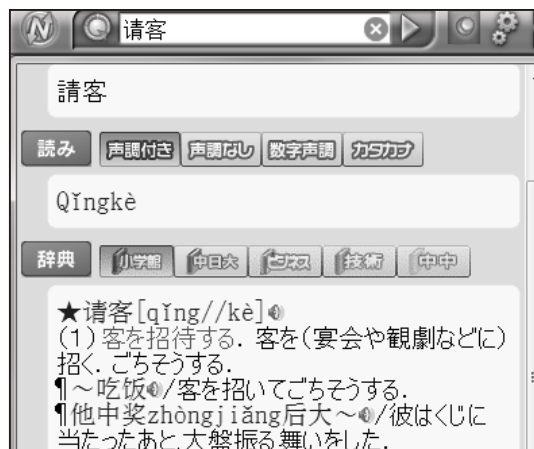 请客
請客
読み 声調付き 声調なし 数字声調 カタカナ
Qǐngkè
辞典 小学館 中日大 ビジネス 技術 中中
★请客[qǐng//kè]
(1)客を招待する. 客を(宴会や観劇などに)
招く. ごちそうする.
¶～吃饭/客を招いてごちそうする.
¶他中奖zhòngjiǎng后大～/彼はくじに
当たったあと,大盤振る舞いをした.